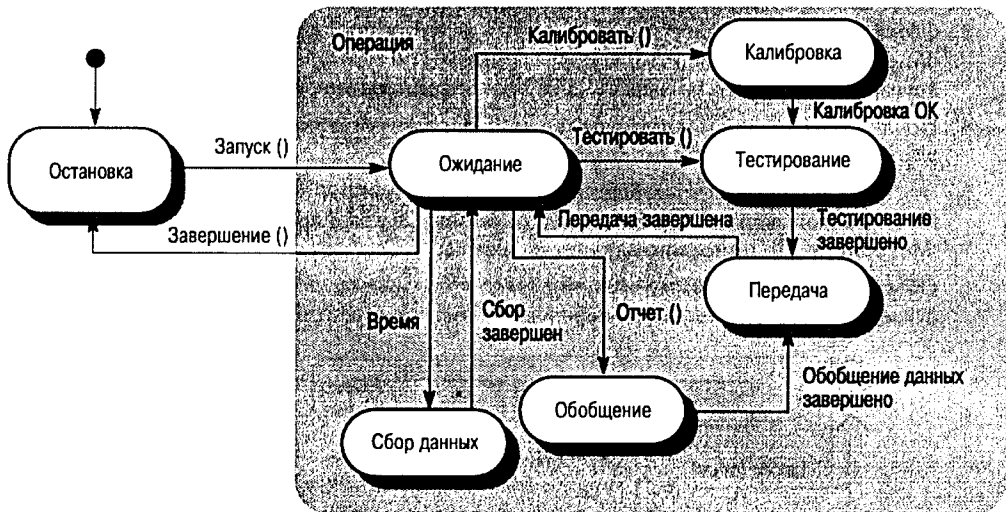 Операция
Калибровать ()
Калибровка
Калибровка ОК
Запуск ()
Остановка
Ожидание
Тестировать ()
Тестирование
Завершение ()
Передача завершена
Тестирование
завершено
Передача
Время
Сбор
завершен
Отчет ()
Обобщение данных
завершено
Обобщение
Сбор данных